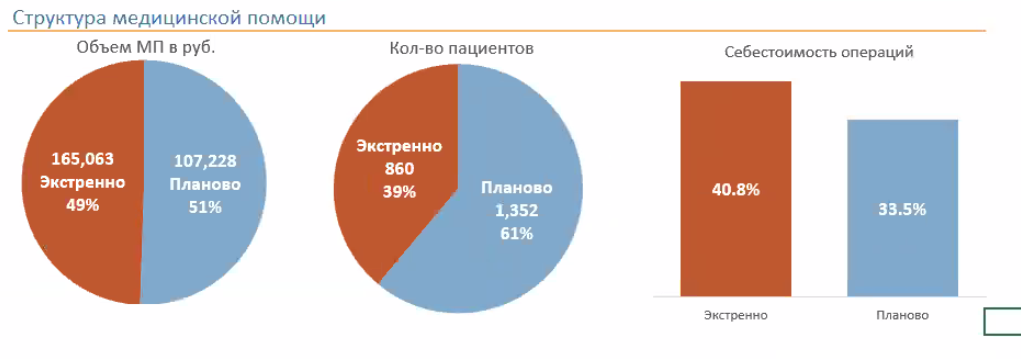 Структура медицинской помощи
Объем МП в руб.
165,063
Экстренно
49%
107,228
Планово
51%
Кол-во пациентов
Экстренно
860
39%
Планово
1,352
61%
Себестоимость операций
40.8%
33.5%
Экстренно
Планово